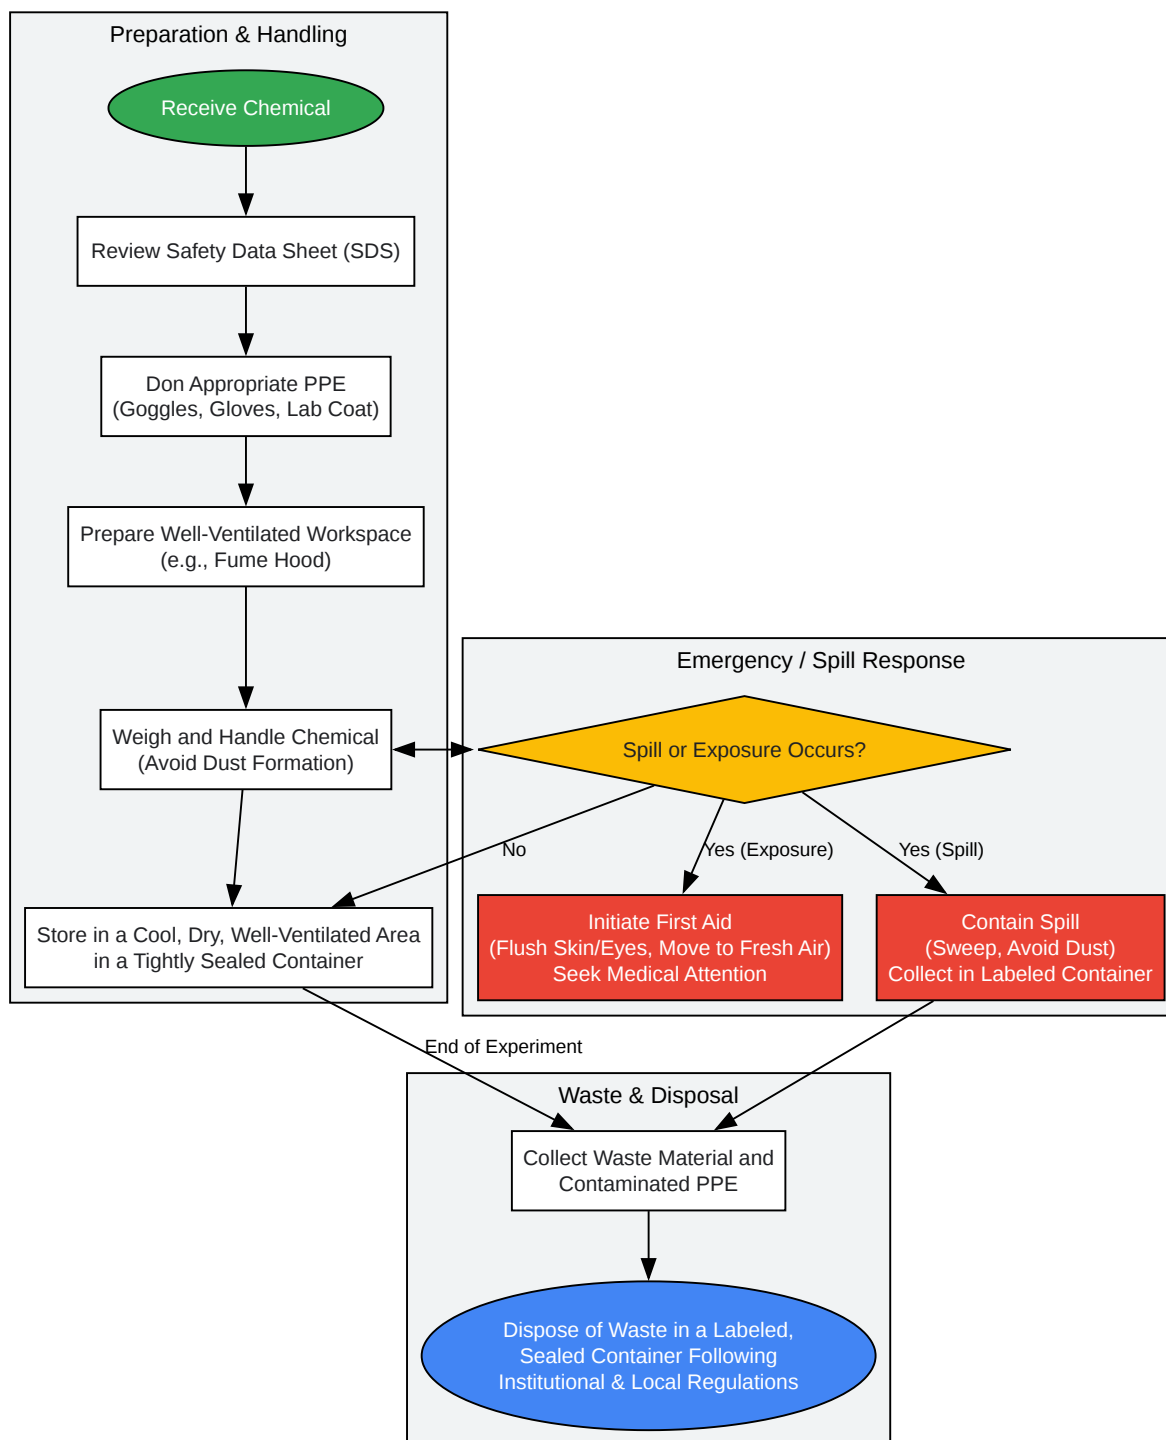 Preparation & Handling
Receive Chemical
Review Safety Data Sheet (SDS)
Don Appropriate PPE
(Goggles, Gloves, Lab Coat)
Prepare Well-Ventilated Workspace
(e.g., Fume Hood)
Weigh and Handle Chemical
(Avoid Dust Formation)
Store in a Cool, Dry, Well-Ventilated Area
in a Tightly Sealed Container
Emergency / Spill Response
Spill or Exposure Occurs?
No
Yes (Exposure)
Yes (Spill)
Initiate First Aid
(Flush Skin/Eyes, Move to Fresh Air)
Seek Medical Attention
Contain Spill
(Sweep, Avoid Dust)
Collect in Labeled Container
End of Experiment
Waste & Disposal
Collect Waste Material and
Contaminated PPE
Dispose of Waste in a Labeled,
Sealed Container Following
Institutional & Local Regulations